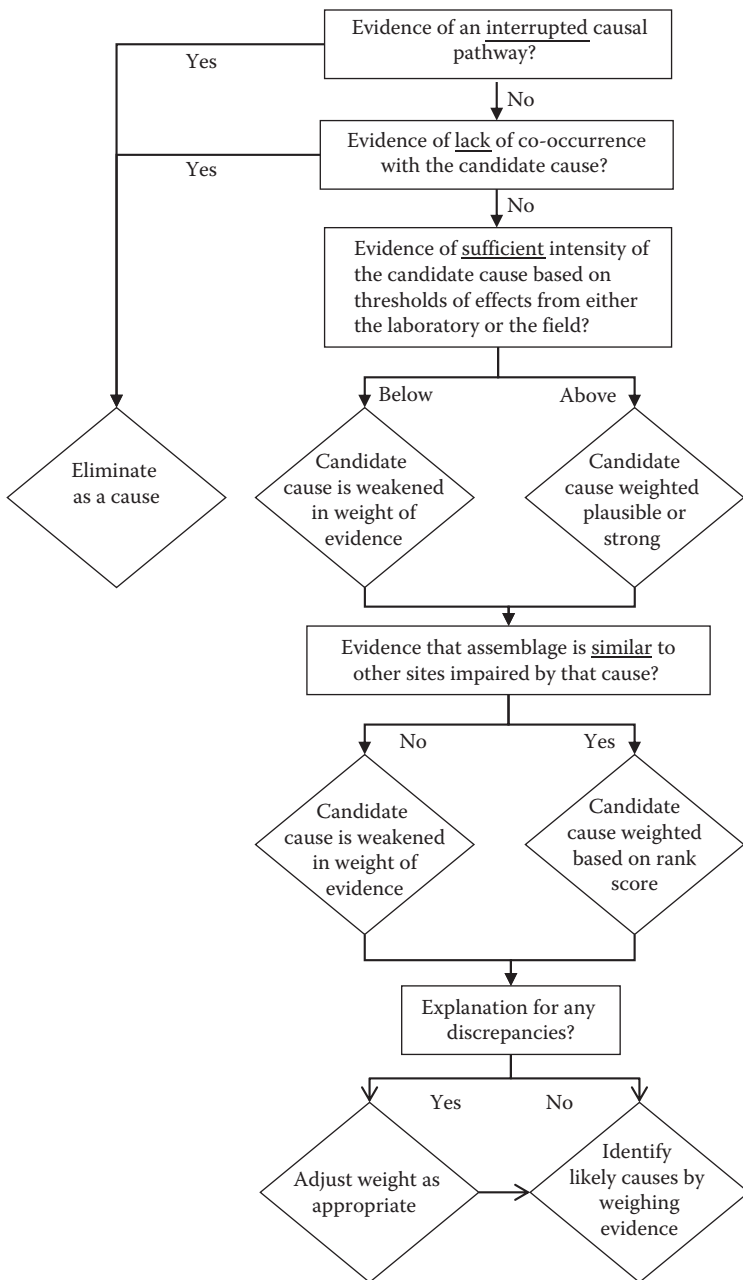 Evidence of an interrupted causal
pathway?
Yes
No
Evidence of lack of co-occurrence
with the candidate cause?
Yes
No
Evidence of sufficient intensity of
the candidate cause based on
thresholds of effects from either
the laboratory or the field?
Below
Above
Eliminate
as a cause
Candidate
cause is weakened
in weight of
evidence
Candidate
cause weighted
plausible or
strong
Evidence that assemblage is similar to
other sites impaired by that cause?
No
Yes
Candidate
cause is weakened
in weight of
evidence
Candidate
cause weighted
based on rank
score
Explanation for any
discrepancies?
Yes
No
Adjust weight as
appropriate
Identify
likely causes by
weighing
evidence